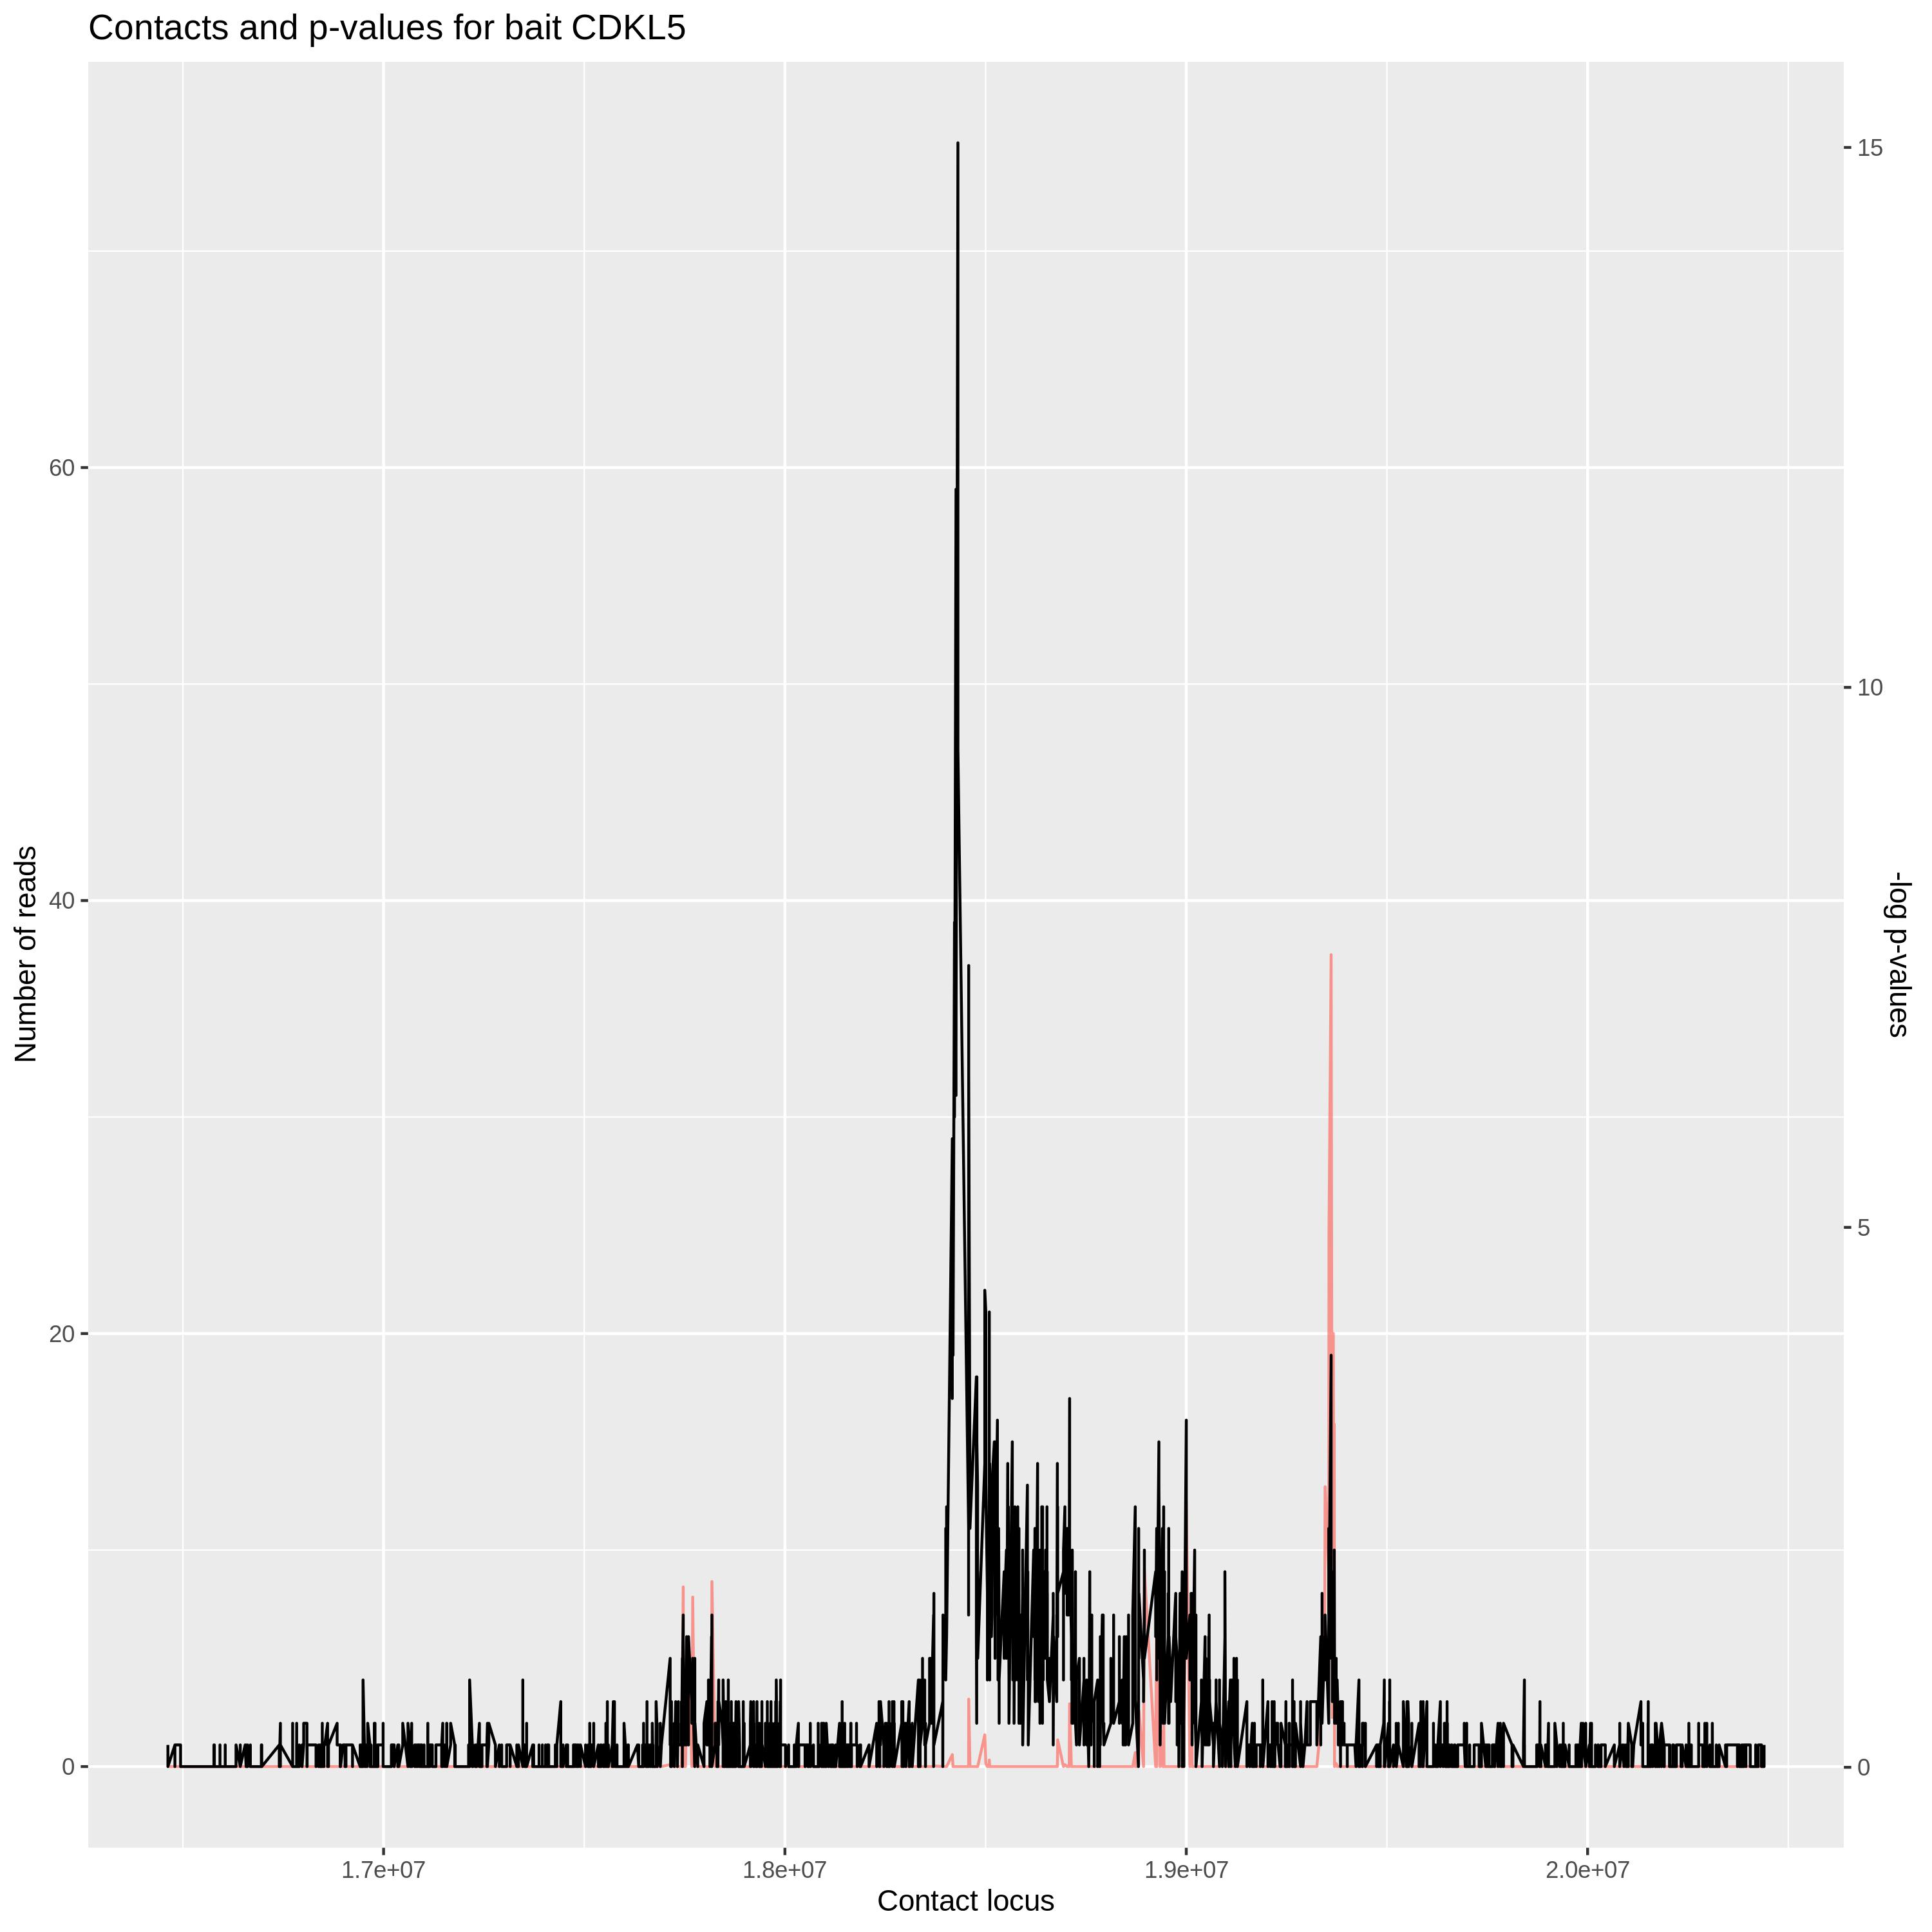 Contacts and p-values for bait CDKL5
15
60
10
Number of reads
-log p-values
40
5
20
0
0
1.7e+07
1.8e+07
1.9e+07
2.0e+07
Contact locus